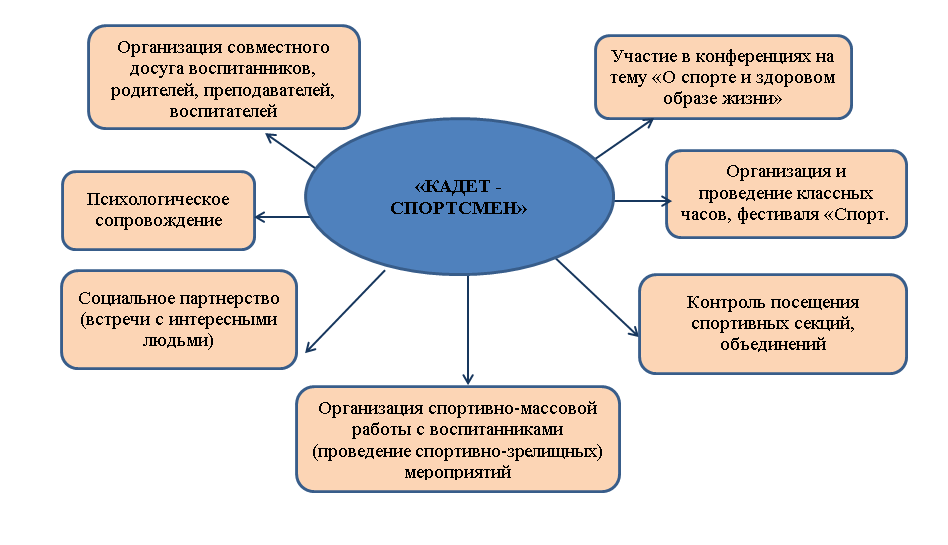 Организация совместного
досуга воспитанников,
родителей, преподавателей,
воспитателей
Участие в конференциях на
тему «О спорте и здоровом
образе жизни»
«КАДЕТ -
СПОРТСМЕН»
Психологическое
сопровождение
Организация и
проведение классных
часов, фестиваля «Спорт.
Социальное партнерство
(встречи с интересными
людьми)
Контроль посещения
спортивных секций,
объединений
Организация спортивно-массовой
работы с воспитанниками
(проведение спортивно-зрелищных)
мероприятий